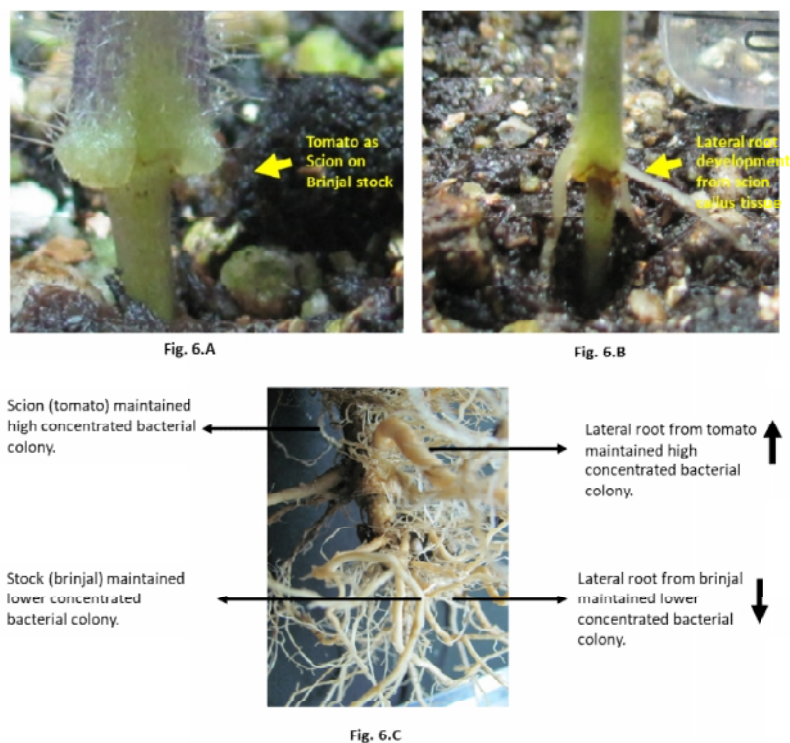 Tomato as
Scion on
Brinjal stock
Lateral root
development
from scion
callus tissue
Fig. 6.A
Fig. 6.B
Scion (tomato) maintained
high concentrated bacterial
colony.
Lateral root from tomato
maintained high
concentrated bacterial
colony.
Stock (brinjal) maintained
lower concentrated
bacterial colony.
Lateral root from brinjal
maintained lower
concentrated bacterial
colony.
Fig. 6.C